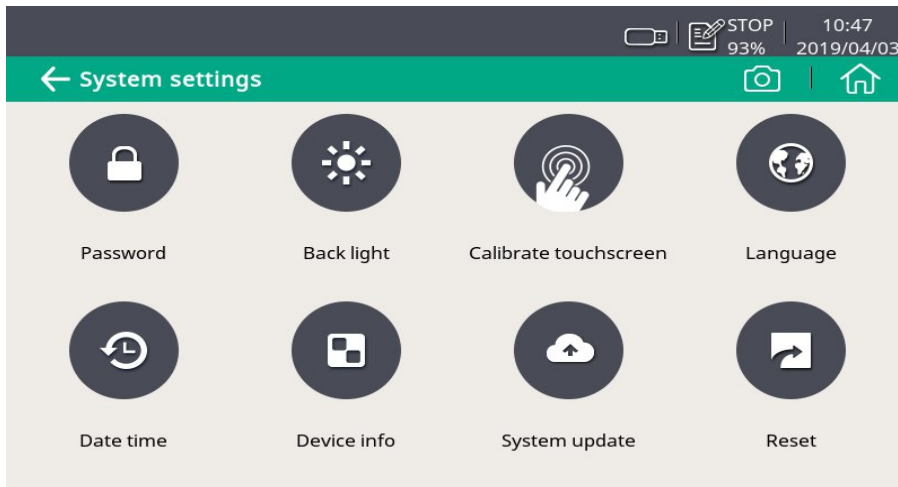 STOP 10:47
93% 2019/04/03
System settings
Password Back light Calibrate touchscreen Language
Date time Device info System update Reset